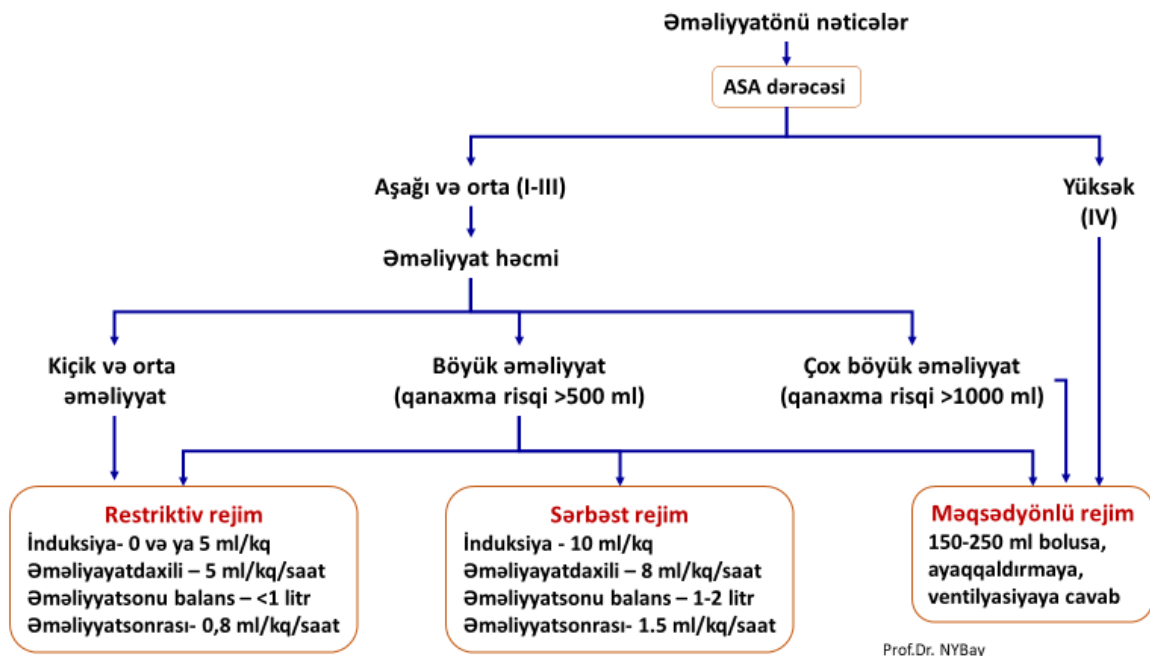 Əməliyyatönü nəticələr
ASA dərəcəsi
Aşağı və orta (I-III)
Yüksək
(IV)
Əməliyyat həcmi
Kiçik və orta
əməliyyat
Böyük əməliyyat
(qanaxma risqi >500 ml)
Çox böyük əməliyyat
(qanaxma risqi >1000 ml)
Restriktiv rejim
İnduksiya- 0 və ya 5 ml/kq
Əməliyayatdaxili – 5 ml/kq/saat
Əməliyyatsonu balans – <1 litr
Əməliyyatsonrası- 0,8 ml/kq/saat
Sərbəst rejim
İnduksiya - 10 ml/kq
Əməliyayatdaxili – 8 ml/kq/saat
Əməliyyatsonu balans – 1-2 litr
Əməliyyatsonrası- 1.5 ml/kq/saat
Məqsədyönlü rejim
150-250 ml bolusa,
ayaqqaldırmaya,
ventilyasiyaya cavab
Prof.Dr. NYBay